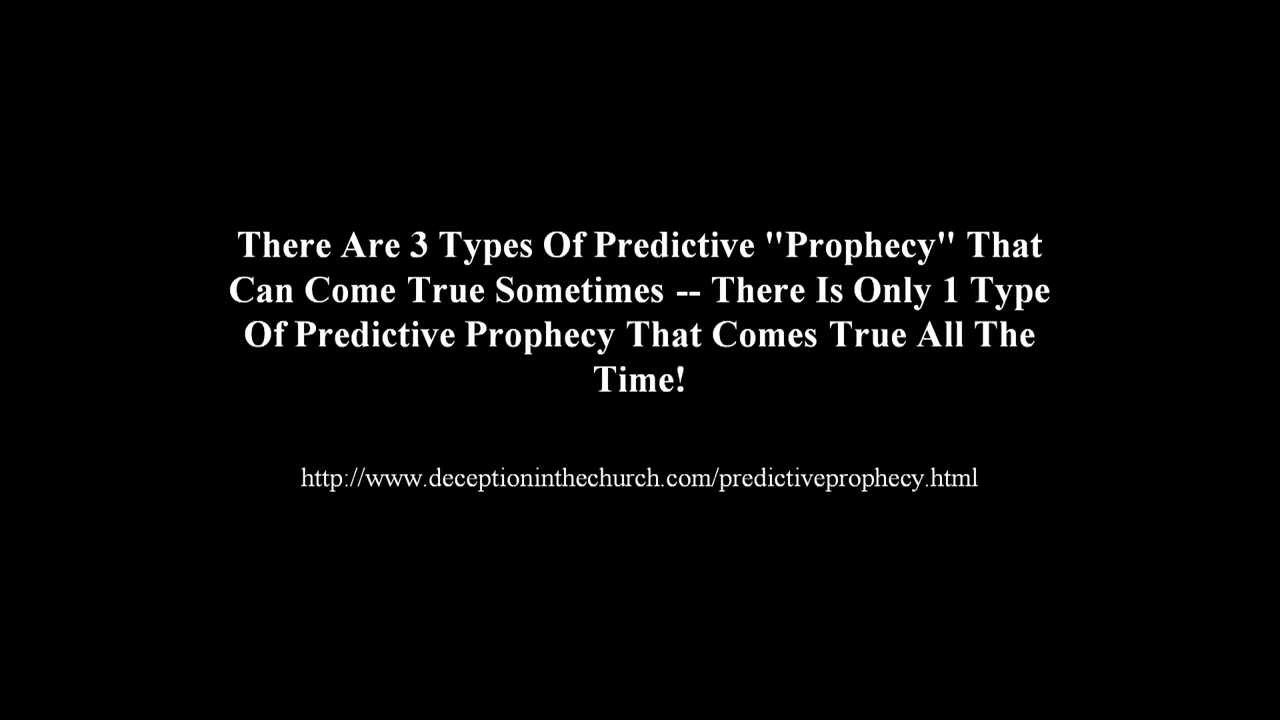 There Are 3 Types Of Predictive "Prophecy" That
Can Come True Sometimes -- There Is Only 1 Type
Of Predictive Prophecy That Comes True All The
Time!
http://www.deceptioninthechurch.com/predictiveprophecy.html